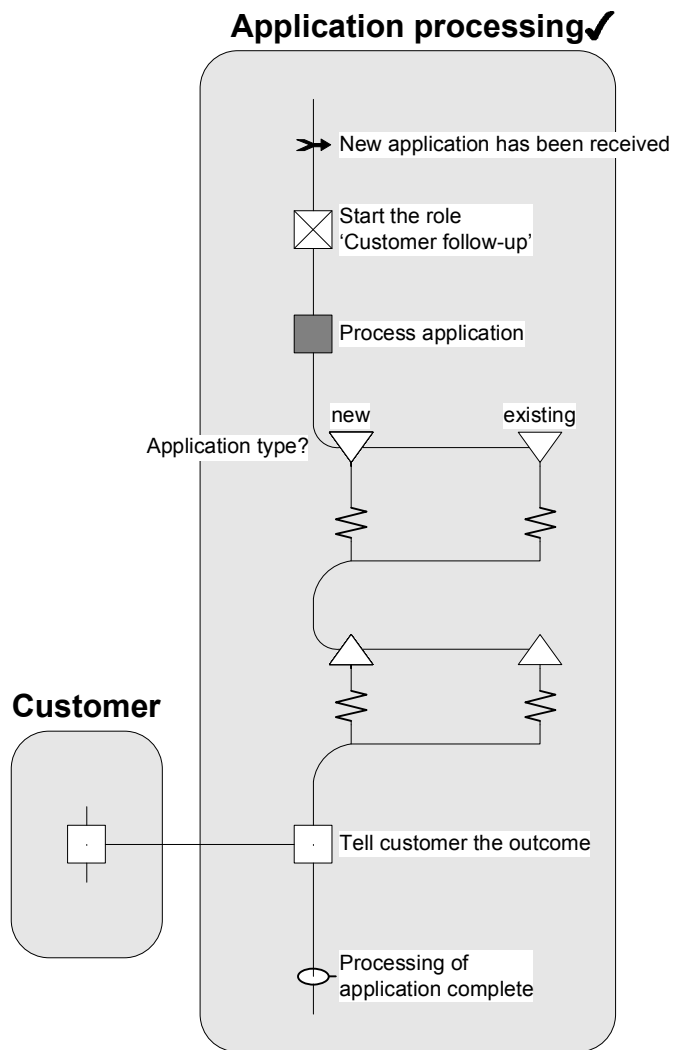 Application processing✓
New application has been received
Start the role
‘Customer follow-up’
Process application
new
existing
Application type?
Customer
Tell customer the outcome
Processing of
application complete